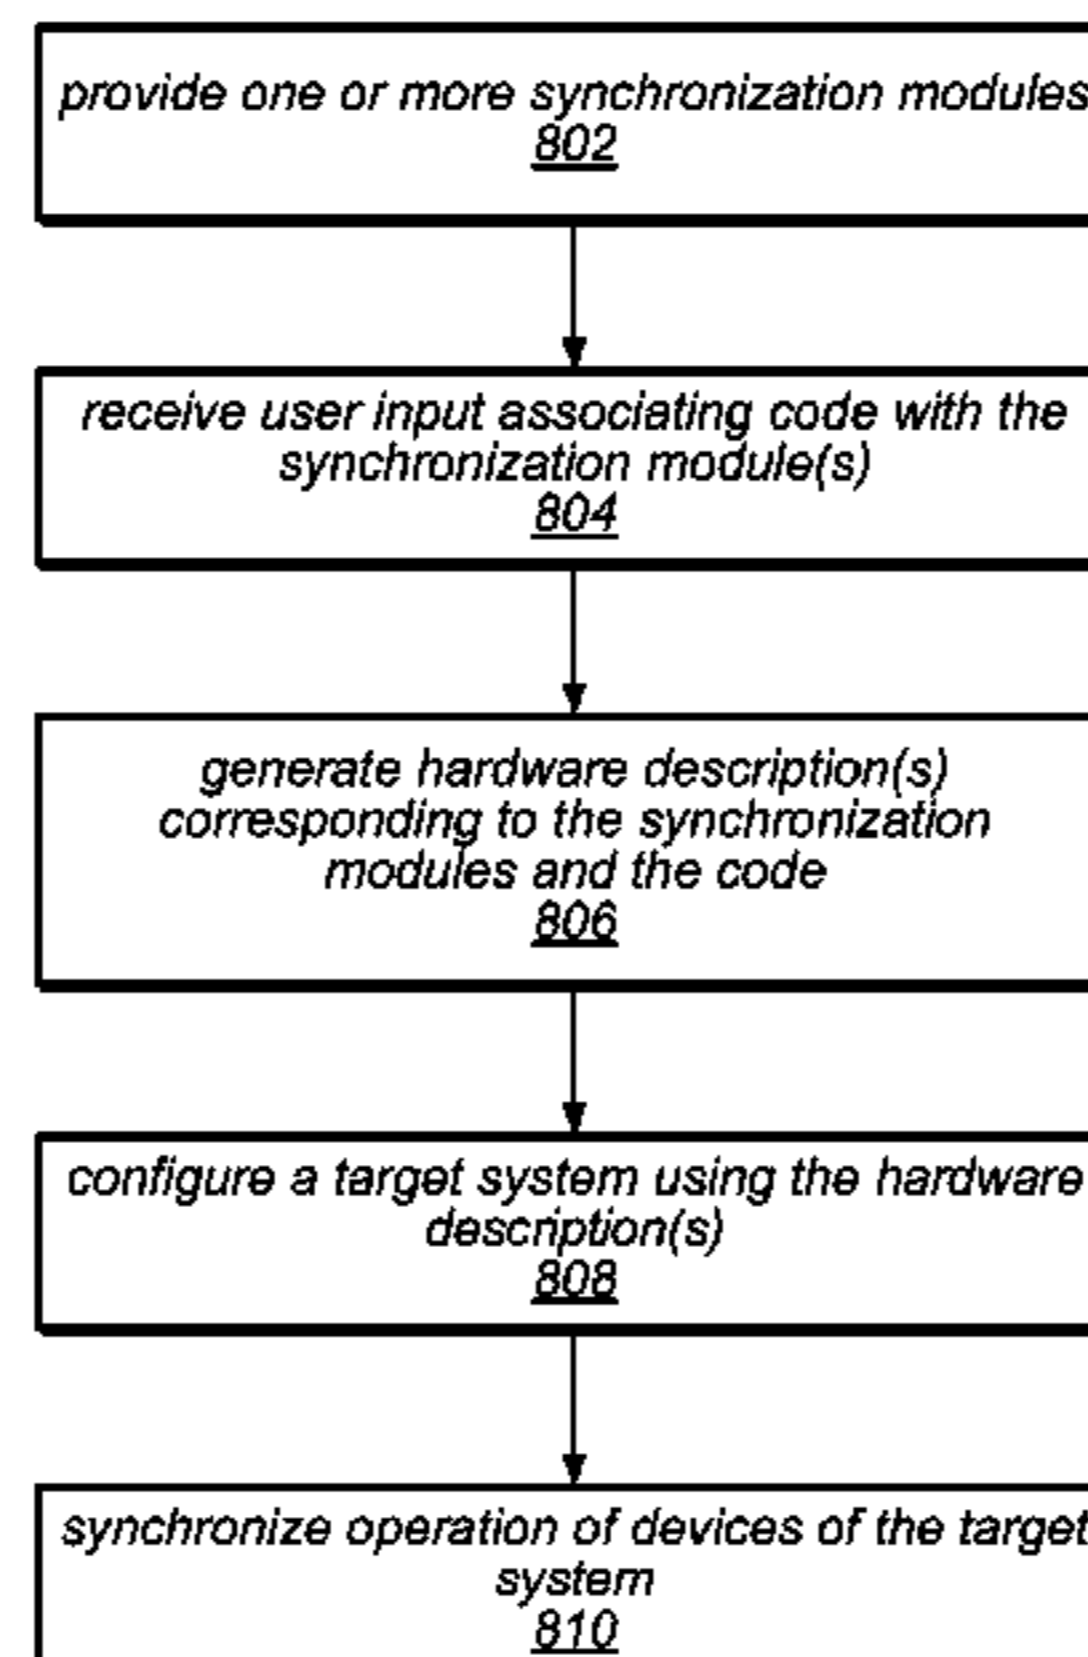 provide one or more synchronization modules
802
receive user input associating code with the
synchronization module(s)
804
generate hardware description(s)
corresponding to the synchronization
modules and the code
806
configure a target system using the hardware
description(s)
808
synchronize operation of devices of the target
system
810